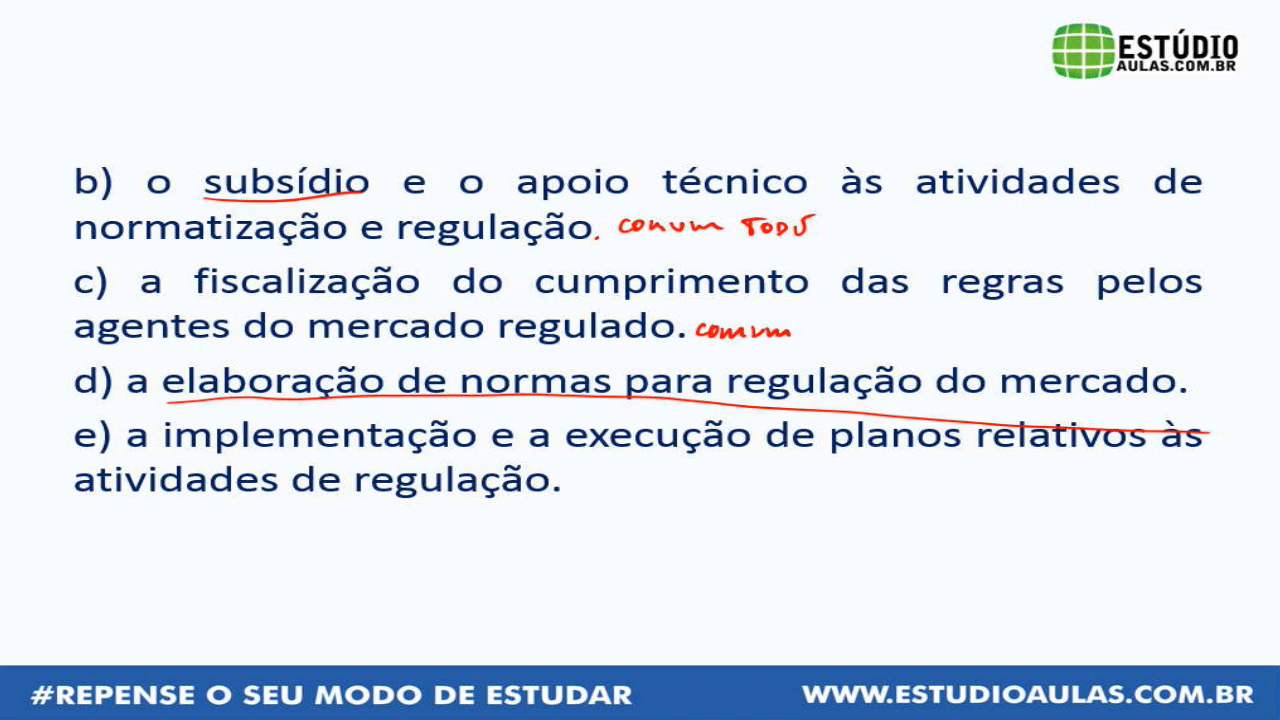 ESTÚDIO
AULAS.COM.BR
b) o subsídio e o apoio técnico às atividades de
normatização e regulação. comum TODOS
c) a fiscalização do cumprimento das regras pelos
agentes do mercado regulado. comum
d) a elaboração de normas para regulação do mercado.
e) a implementação e a execução de planos relativos às
atividades de regulação.
#REPENSE O SEU MODO DE ESTUDAR
WWW.ESTUDIOAULAS.COM.BR